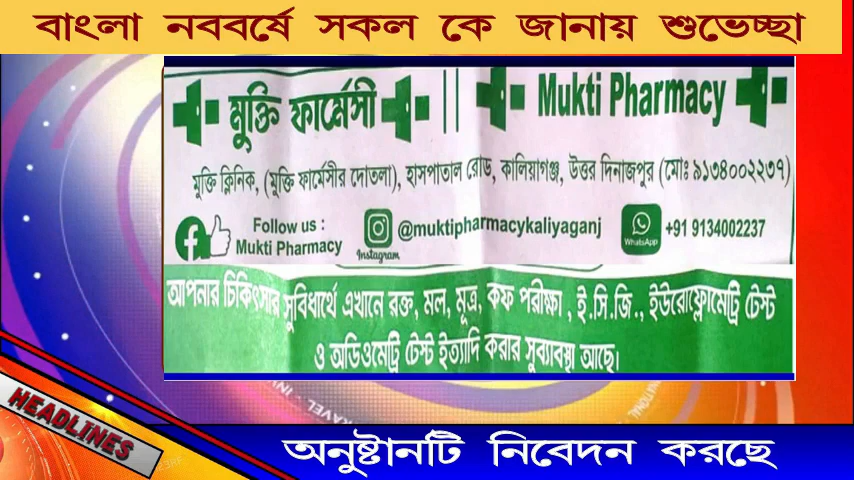 বাংলা নববর্ষে সকল কে জানায় শুভেচ্ছা
মুক্তি ফার্মেসী || Mukti Pharmacy
মুক্তি ক্লিনিক, (মুক্তি ফার্মেসীর দোতলা), হাসপাতাল রোড, কালিয়াগঞ্জ, উত্তর দিনাজপুর (মোঃ ৯১৩৪০০২২৩৭)
Follow us :
Mukti Pharmacy
Instagram
@muktipharmacykaliyaganj
WhatsApp
+91 9134002237
আপনার চিকিৎসার সুবিধার্থে এখানে রক্ত, মল, মূত্র, কফ পরীক্ষা, ই.সি.জি., ইউরোফ্লোমেট্রি টেস্ট
ও অডিওমেট্রি টেস্ট ইত্যাদি করার সুব্যাবস্থা আছে।
HEADLINES
অনুষ্টানটি নিবেদন করছে